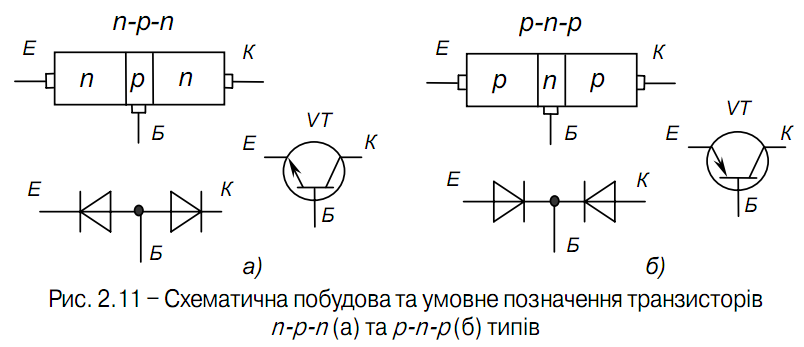 n-p-n
p-n-p
Е
К
n
p
n
Б
Е
К
p
n
p
Б
VT
Е
К
Б
VT
Е
К
Б
Е
К
Б
а)
Е
К
Б
б)
Рис. 2.11 – Схематична побудова та умовне позначення транзисторів
n-p-n (а) та p-n-p (б) типів